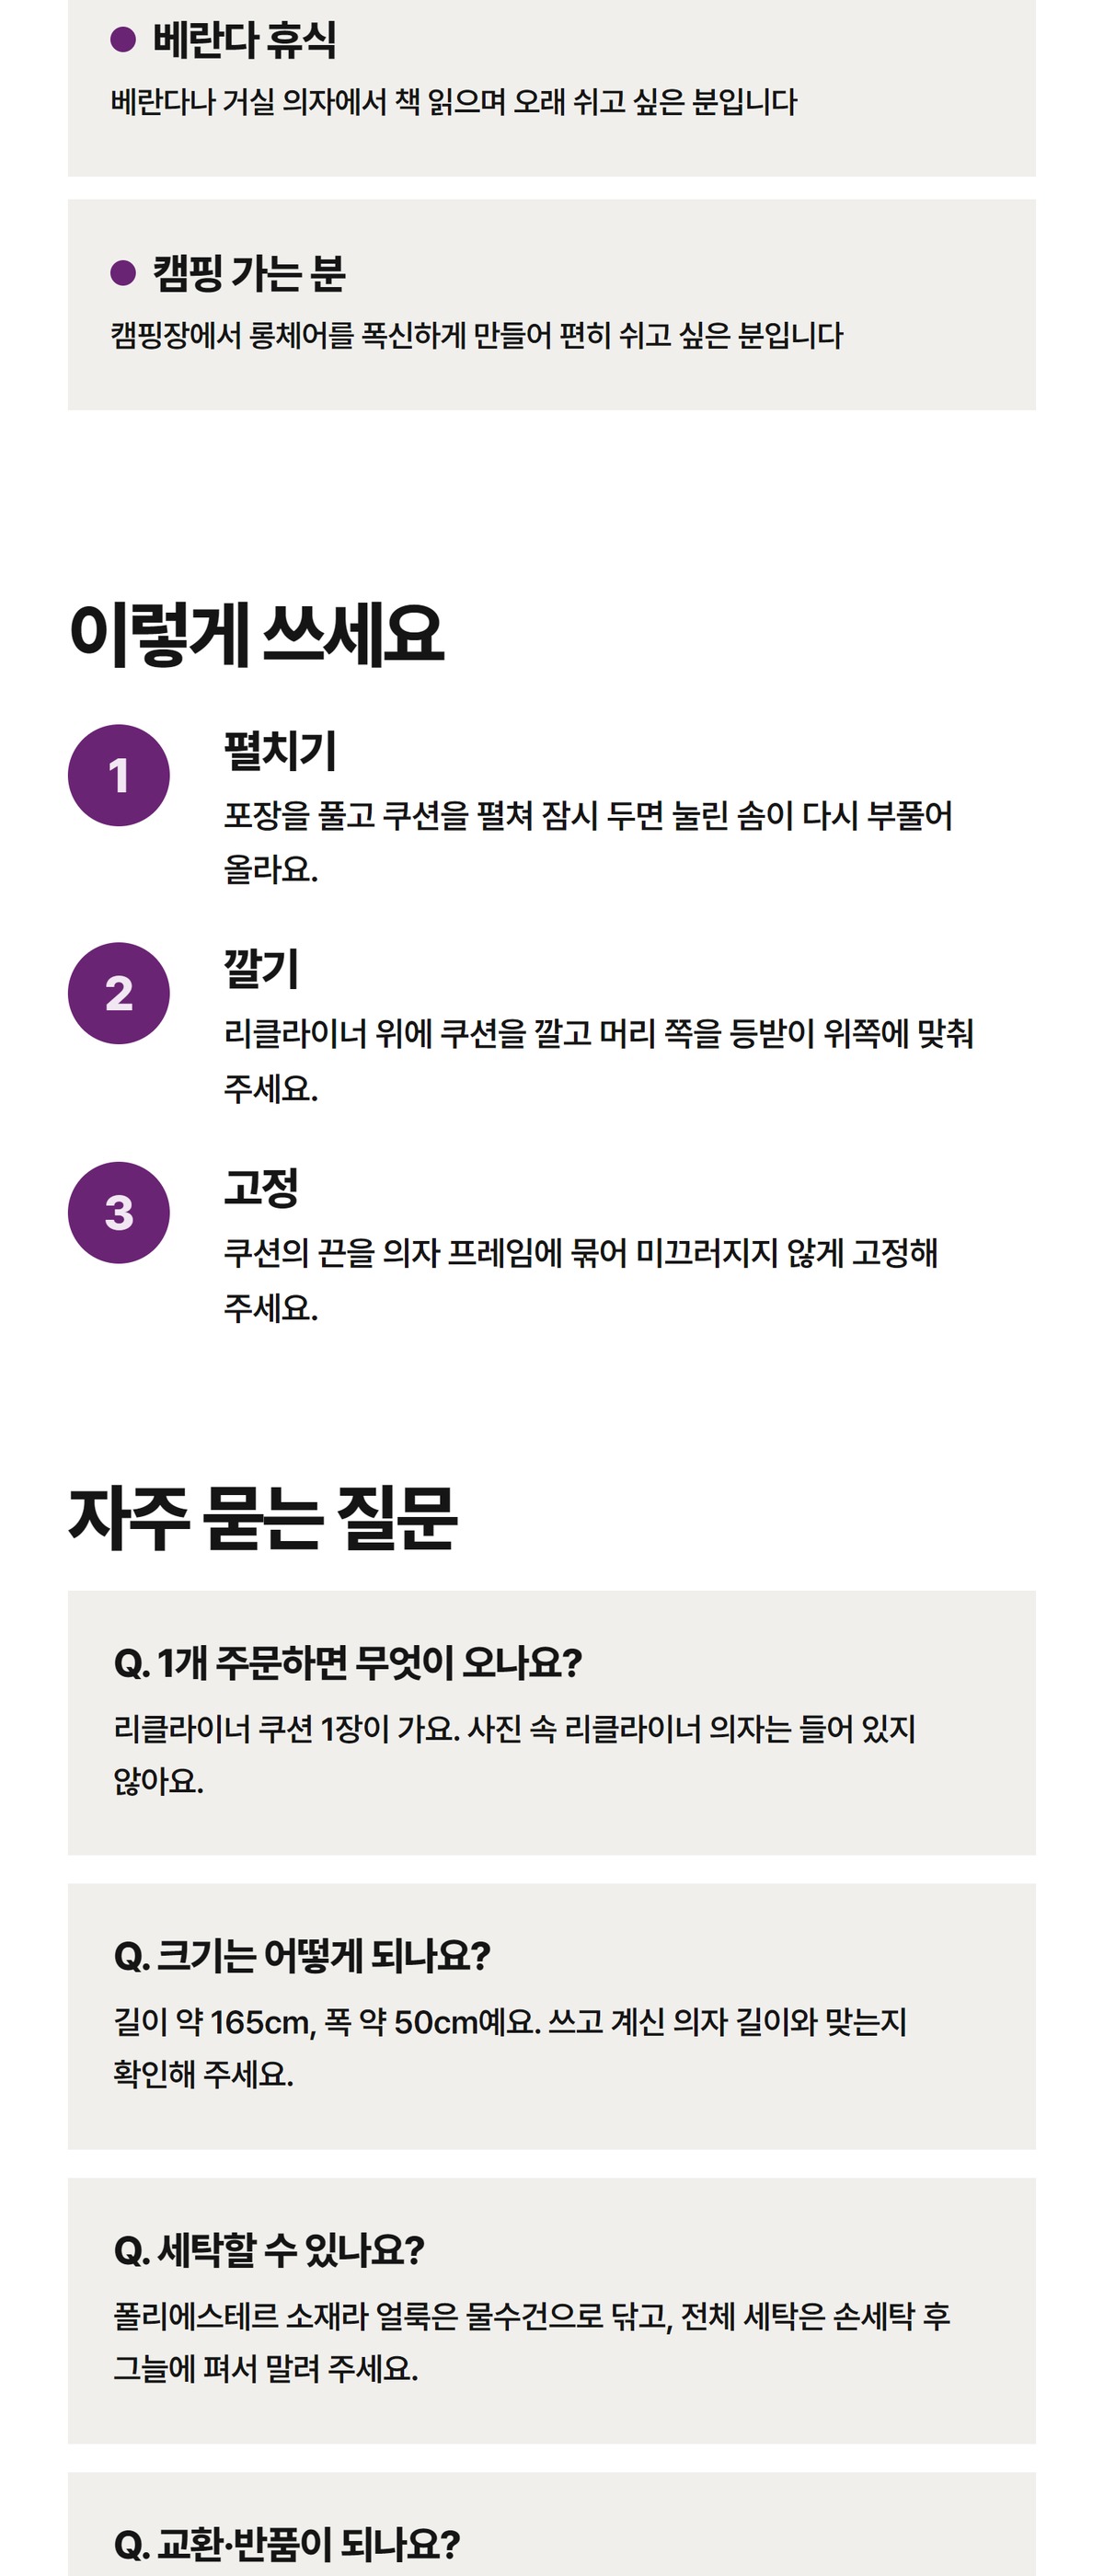 베란다 휴식
베란다나 거실 의자에서 책 읽으며 오래 쉬고 싶은 분입니다
캠핑 가는 분
캠핑장에서 롱체어를 폭신하게 만들어 편히 쉬고 싶은 분입니다
이렇게 쓰세요
1
펼치기
포장을 풀고 쿠션을 펼쳐 잠시 두면 눌린 솜이 다시 부풀어
올라요.
2
깔기
리클라이너 위에 쿠션을 깔고 머리 쪽을 등받이 위쪽에 맞춰
주세요.
3
고정
쿠션의 끈을 의자 프레임에 묶어 미끄러지지 않게 고정해
주세요.
자주 묻는 질문
Q. 1개 주문하면 무엇이 오나요?
리클라이너 쿠션 1장이 가요. 사진 속 리클라이너 의자는 들어 있지
않아요.
Q. 크기는 어떻게 되나요?
길이 약 165cm, 폭 약 50cm예요. 쓰고 계신 의자 길이와 맞는지
확인해 주세요.
Q. 세탁할 수 있나요?
폴리에스테르 소재라 얼룩은 물수건으로 닦고, 전체 세탁은 손세탁 후
그늘에 펴서 말려 주세요.
Q. 교환·반품이 되나요?